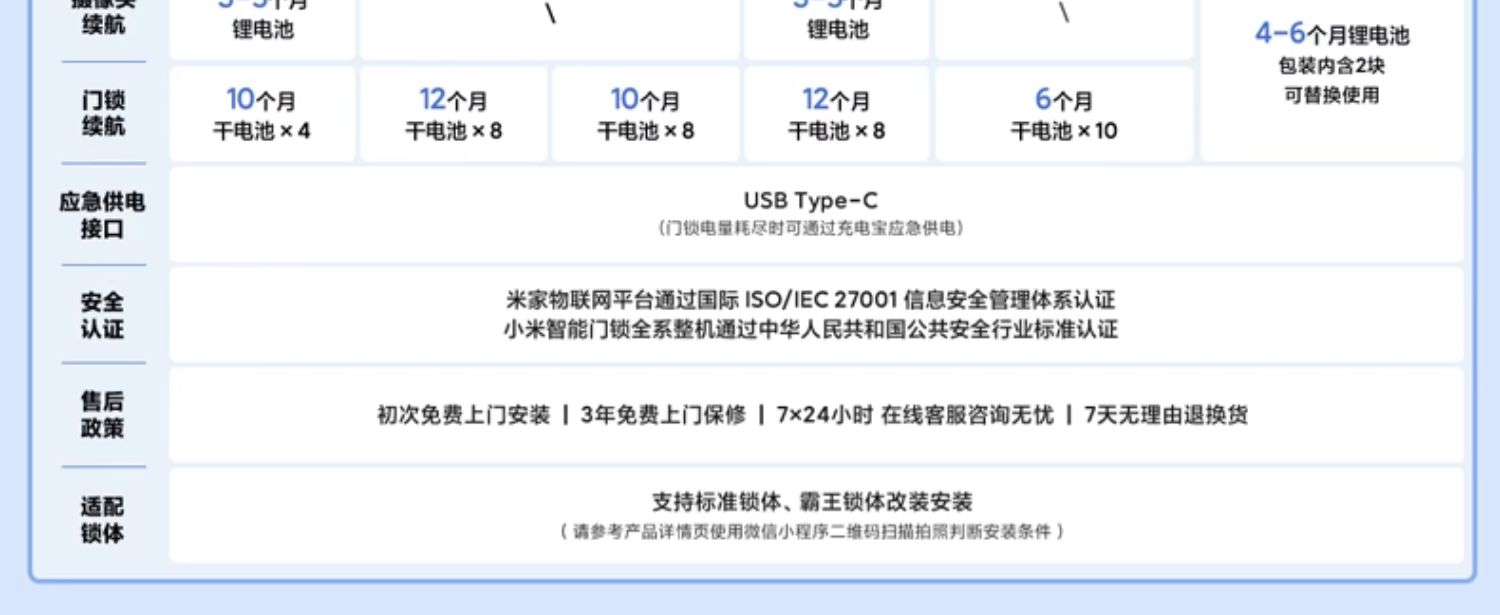 续航
锂电池
\
锂电池
\
4-6个月锂电池
包装内含2块
可替换使用
门锁
续航
10个月
干电池×4
12个月
干电池×8
10个月
干电池×8
12个月
干电池×8
6个月
干电池×10
应急供电
接口
USB Type-C
(门锁电量耗尽时可通过充电宝应急供电)
安全
认证
米家物联网平台通过国际 ISO/IEC 27001 信息安全管理体系认证
小米智能门锁全系整机通过中华人民共和国公共安全行业标准认证
售后
政策
初次免费上门安装 | 3年免费上门保修 | 7×24小时 在线客服咨询无忧 | 7天无理由退换货
适配
锁体
支持标准锁体、霸王锁体改装安装
( 请参考产品详情页使用微信小程序二维码扫描拍照判断安装条件 )